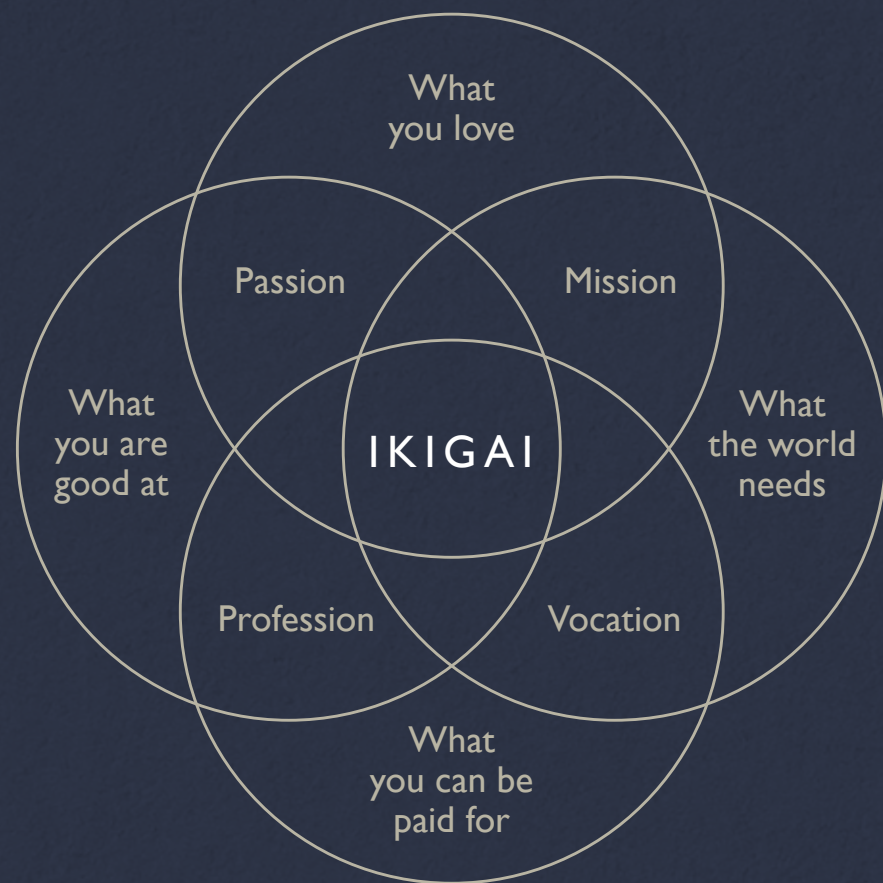 What
you love
Passion
Mission
What
you are
good at
IKIGAI
What
the world
needs
Profession
Vocation
What
you can be
paid for